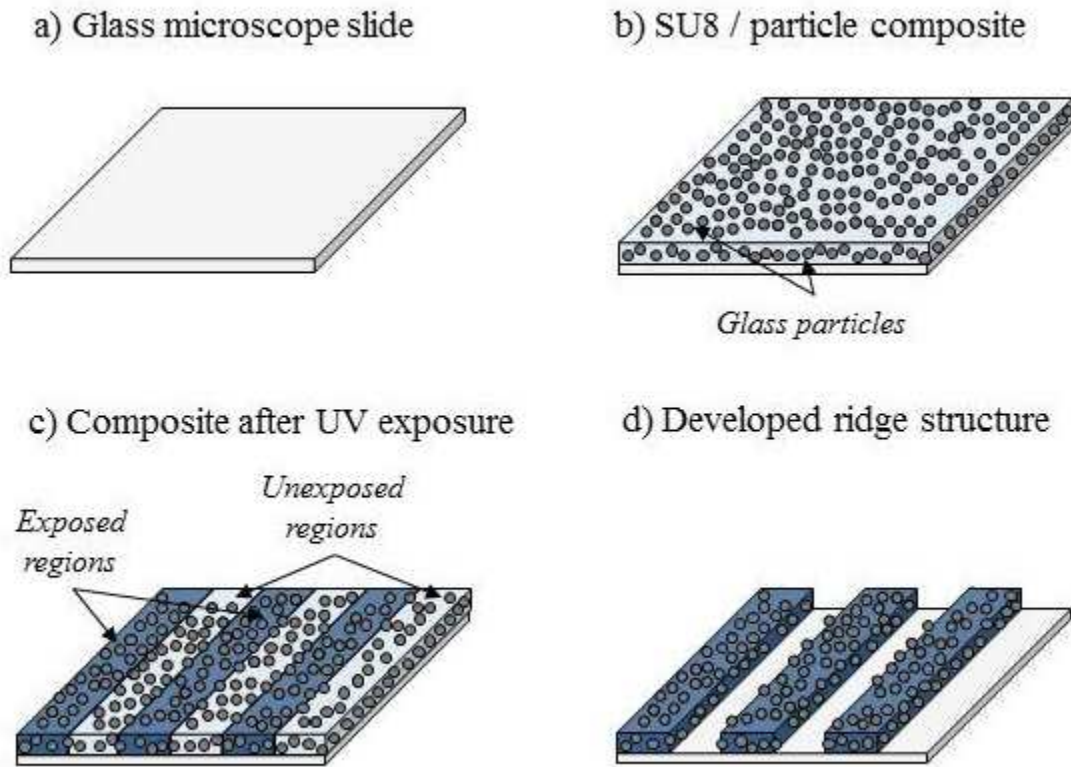 a) Glass microscope slide
b) SU8 / particle composite
Glass particles
c) Composite after UV exposure
Exposed
regions
Unexposed
regions
d) Developed ridge structure